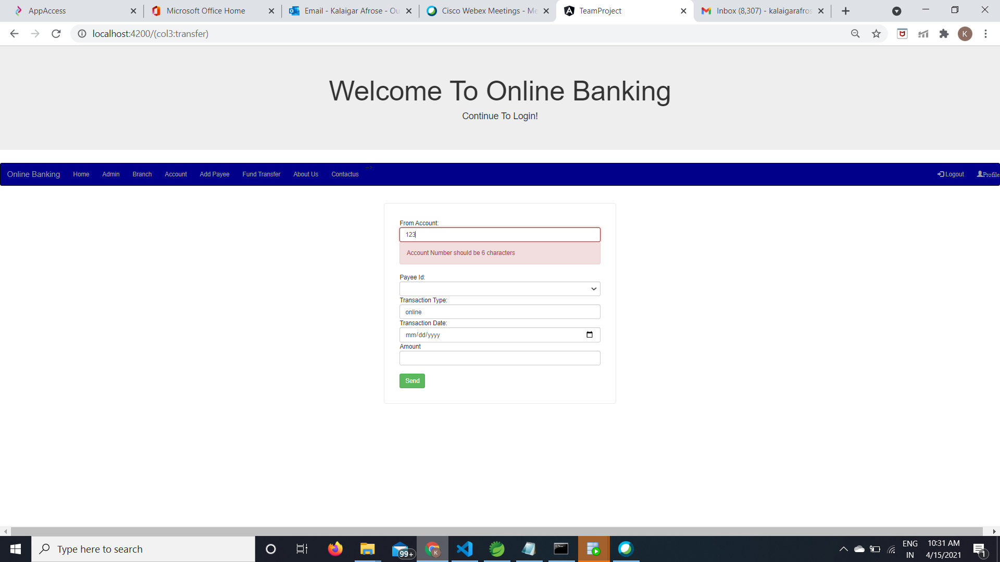 AppAccess
Microsoft Office Home
Email - Kalaigar Afrose - Ou
Cisco Webex Meetings - Me
TeamProject
Inbox (8,307) - kalaigarafros
localhost:4200/(col3:transfer)
K
Welcome To Online Banking
Continue To Login!
-->
Online Banking
Home
Admin
Branch
Account
Add Payee
Fund Transfer
About Us
Contactus
Logout
Profile
From Account:
123
Account Number should be 6 characters
Payee Id:
Transaction Type:
online
Transaction Date:
mm/dd/yyyy
Amount
Send
Type here to search
99+
K
ENG
IN
10:31 AM
4/15/2021
1